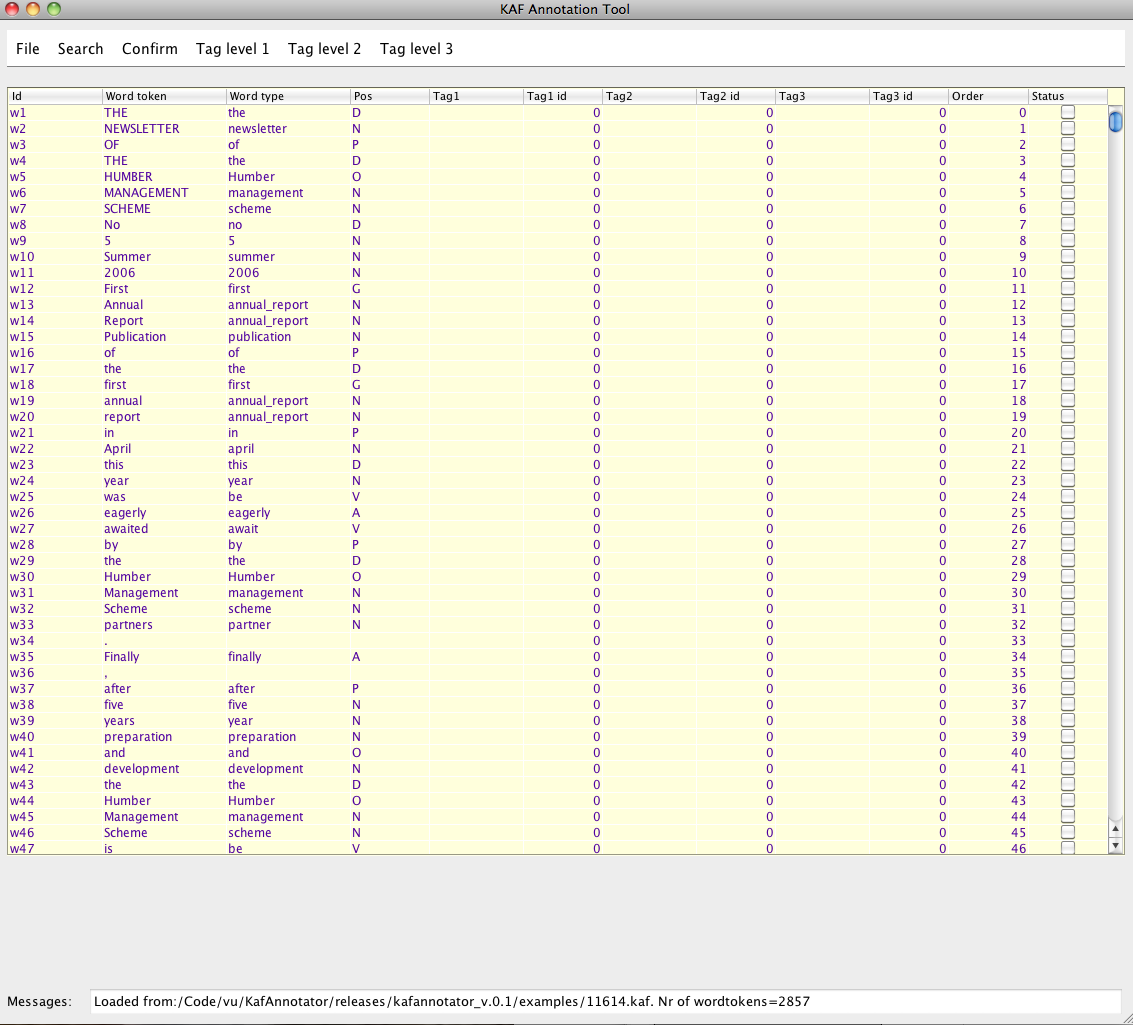 KAF Annotation Tool
File Search Confirm Tag level 1 Tag level 2 Tag level 3
Id Word token Word type Pos Tag1 Tag1 id Tag2 Tag2 id Tag3 Tag3 id Order Status
w1 THE the D 0 0 0 0
w2 NEWSLETTER newsletter N 0 0 0 1
w3 OF of P 0 0 0 2
w4 THE the D 0 0 0 3
w5 HUMBER Humber O 0 0 0 4
w6 MANAGEMENT management N 0 0 0 5
w7 SCHEME scheme N 0 0 0 6
w8 No no D 0 0 0 7
w9 5 5 N 0 0 0 8
w10 Summer summer N 0 0 0 9
w11 2006 2006 N 0 0 0 10
w12 First first G 0 0 0 11
w13 Annual annual_report N 0 0 0 12
w14 Report annual_report N 0 0 0 13
w15 Publication publication N 0 0 0 14
w16 of of P 0 0 0 15
w17 the the D 0 0 0 16
w18 first first G 0 0 0 17
w19 annual annual_report N 0 0 0 18
w20 report annual_report N 0 0 0 19
w21 in in P 0 0 0 20
w22 April april N 0 0 0 21
w23 this this D 0 0 0 22
w24 year year N 0 0 0 23
w25 was be V 0 0 0 24
w26 eagerly eagerly A 0 0 0 25
w27 awaited await V 0 0 0 26
w28 by by P 0 0 0 27
w29 the the D 0 0 0 28
w30 Humber Humber O 0 0 0 29
w31 Management management N 0 0 0 30
w32 Scheme scheme N 0 0 0 31
w33 partners partner N 0 0 0 32
w34 . 0 0 0 33
w35 Finally finally A 0 0 0 34
w36 , 0 0 0 35
w37 after after P 0 0 0 36
w38 five five N 0 0 0 37
w39 years year N 0 0 0 38
w40 preparation preparation N 0 0 0 39
w41 and and O 0 0 0 40
w42 development development N 0 0 0 41
w43 the the D 0 0 0 42
w44 Humber Humber O 0 0 0 43
w45 Management management N 0 0 0 44
w46 Scheme scheme N 0 0 0 45
w47 is be V 0 0 0 46
Messages: Loaded from:/Code/vu/KafAnnotator/releases/kafannotator_v.0.1/examples/11614.kaf. Nr of wordtokens=2857